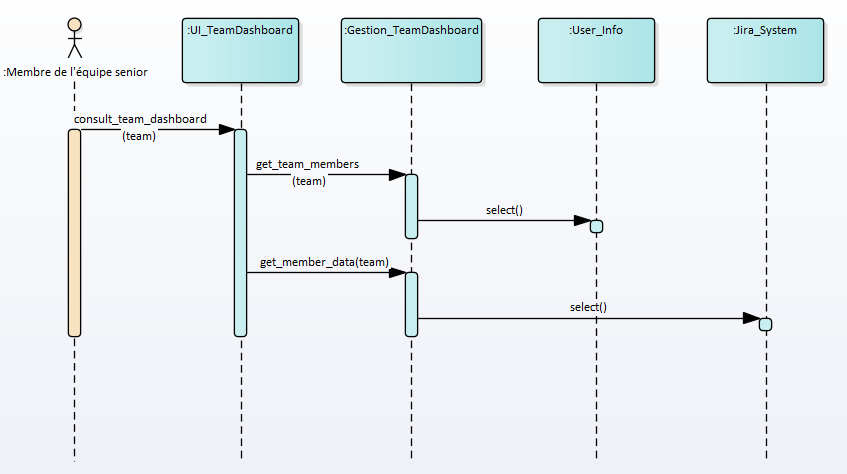 :UI_TeamDashboard
:Gestion_TeamDashboard
:User_Info
:Jira_System
:Membre de l'équipe senior
consult_team_dashboard
(team)
get_team_members
(team)
select()
get_member_data(team)
select()